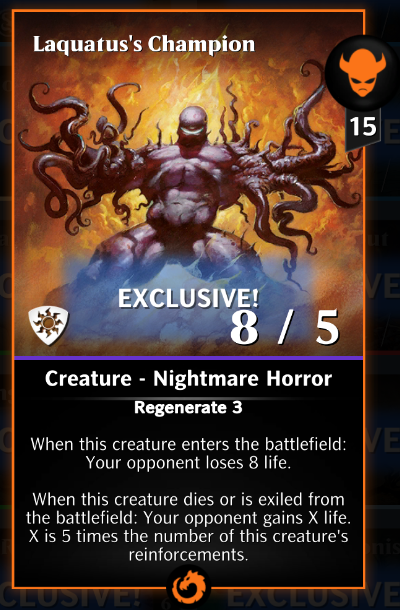 Laquatus's Champion
15
EXCLUSIVE!
8 / 5
Creature - Nightmare Horror
Regenerate 3
When this creature enters the battlefield:
Your opponent loses 8 life.
When this creature dies or is exiled from
the battlefield: Your opponent gains X life.
X is 5 times the number of this creature's
reinforcements.